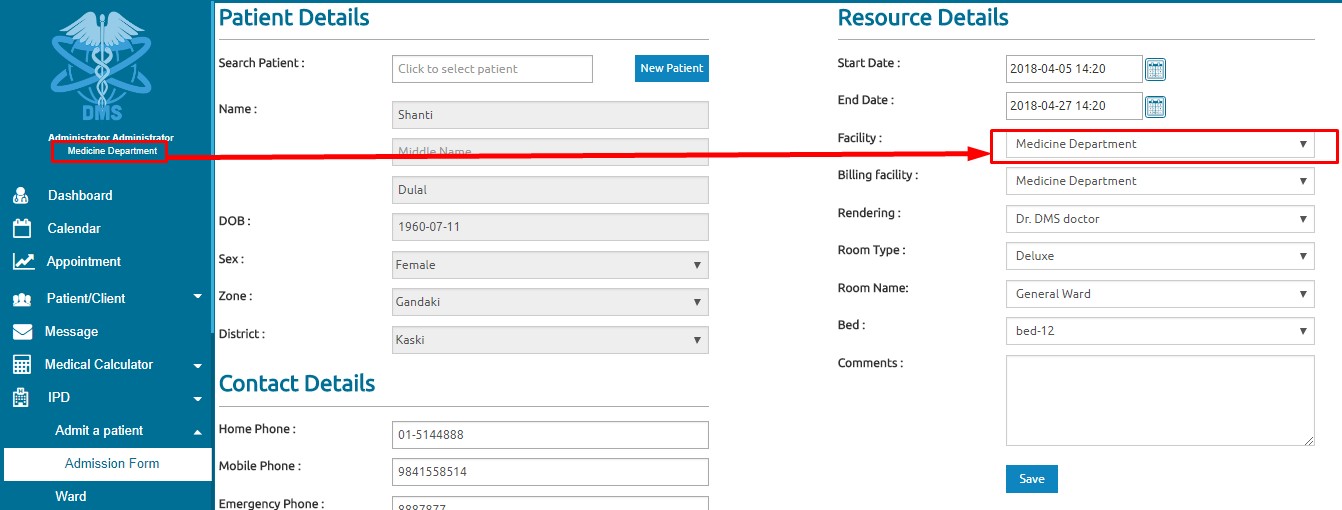 DMS
Administrator Administrator
Medicine Department
Dashboard
Calendar
Appointment
Patient/Client
Message
Medical Calculator
IPD
Admit a patient
Admission Form
Ward
Patient Details
Search Patient :
Click to select patient
New Patient
Name :
Shanti
Middle Name
Dulal
DOB :
1960-07-11
Sex :
Female
Zone :
Gandaki
District :
Kaski
Contact Details
Home Phone :
01-5144888
Mobile Phone :
9841558514
Emergency Phone :
8887877
Resource Details
Start Date :
2018-04-05 14:20
End Date :
2018-04-27 14:20
Facility :
Medicine Department
Billing facility :
Medicine Department
Rendering :
Dr. DMS doctor
Room Type :
Deluxe
Room Name:
General Ward
Bed :
bed-12
Comments :
Save